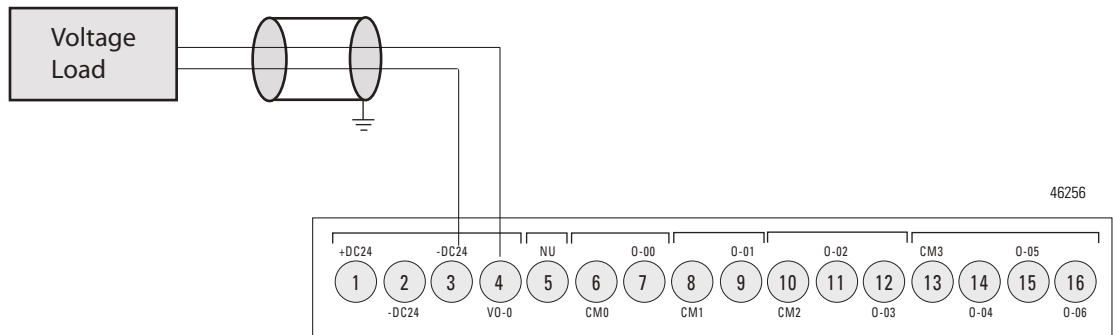 Voltage
Load
46256
+DC24 -DC24 NU O-00 O-01 O-02 CM3 O-05
1 2 3 4 5 6 7 8 9 10 11 12 13 14 15 16
-DC24 VO-0 CM0 CM1 CM2 O-03 O-04 O-06